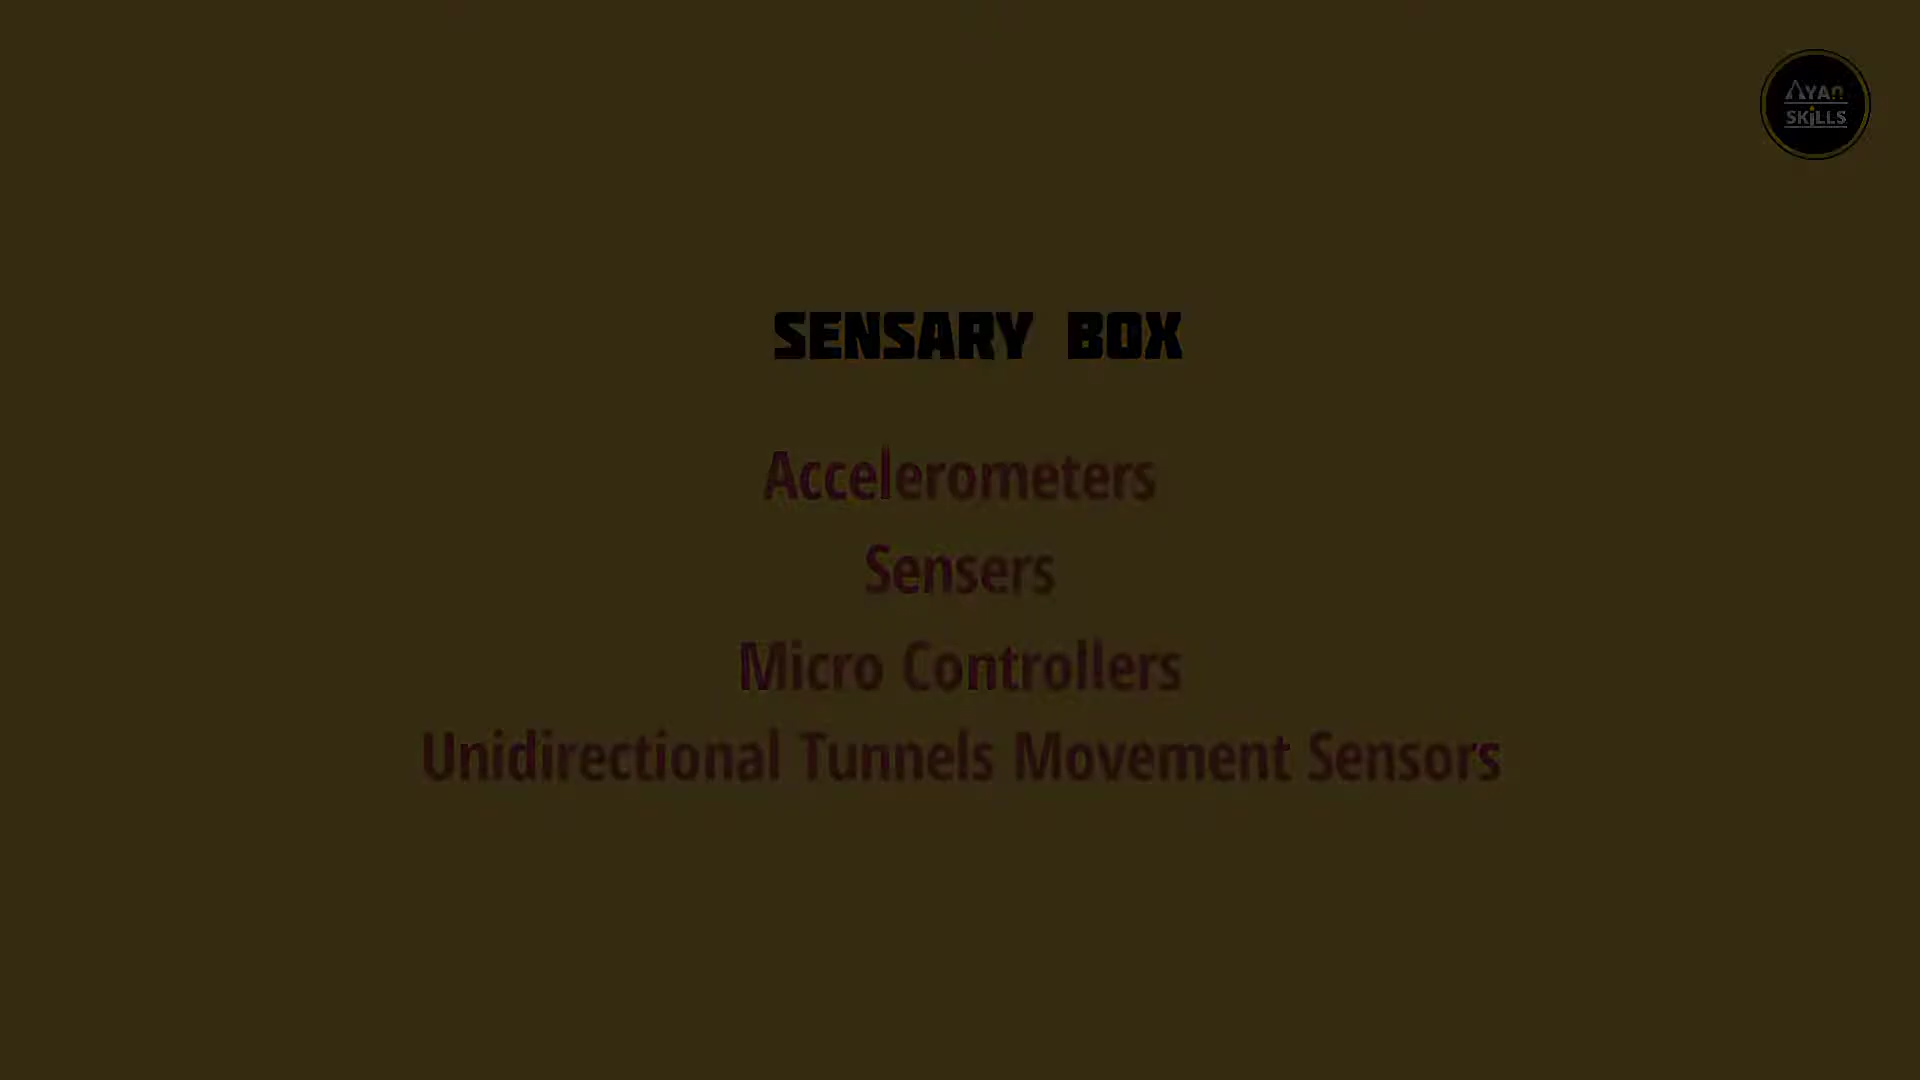 AYAn
SKiLLS
SENSARY BOX
Accelerometers
Sensers
Micro Controllers
Unidirectional Tunnels Movement Sensors